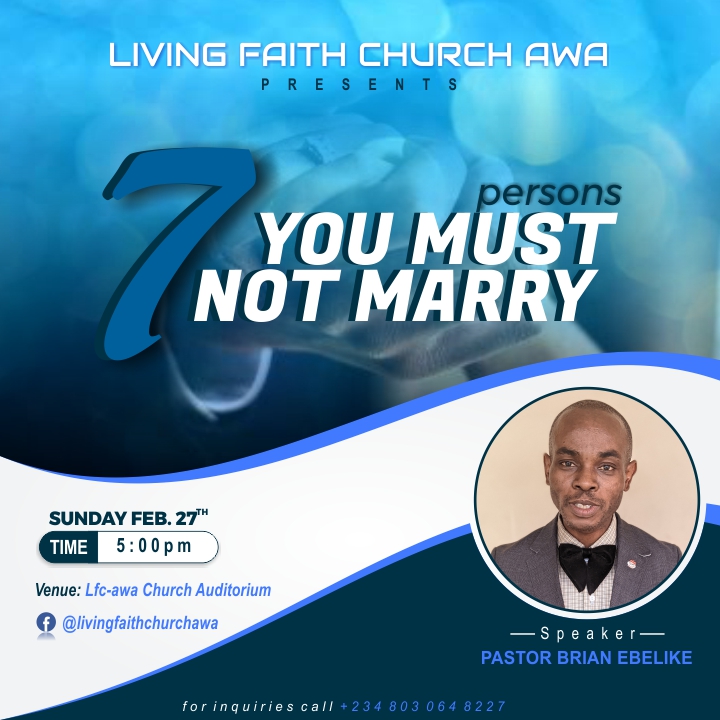 LIVING FAITH CHURCH AWA
PRESENTS
7
persons
YOU MUST
NOT MARRY
SUNDAY FEB. 27TH
TIME 5:00pm
Venue: Lfc-awa Church Auditorium
@livingfaithchurchawa
Speaker
PASTOR BRIAN EBELIKE
for inquiries call +234 803 064 8227